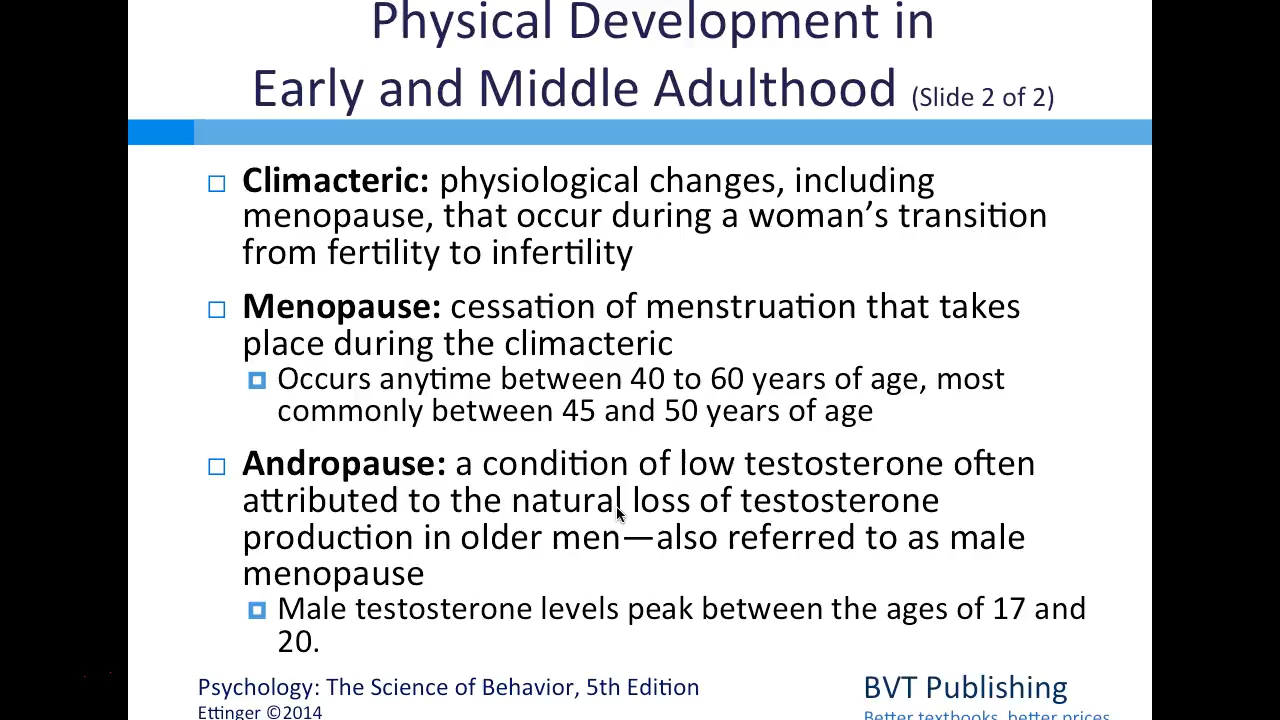 Physical Development in
Early and Middle Adulthood (Slide 2 of 2)
Climacteric: physiological changes, including
menopause, that occur during a woman’s transition
from fertility to infertility
Menopause: cessation of menstruation that takes
place during the climacteric
Occurs anytime between 40 to 60 years of age, most
commonly between 45 and 50 years of age
Andropause: a condition of low testosterone often
attributed to the natural loss of testosterone
production in older men—also referred to as male
menopause
Male testosterone levels peak between the ages of 17 and
20.
Psychology: The Science of Behavior, 5th Edition
Ettinger ©2014
BVT Publishing
Better textbooks, better prices